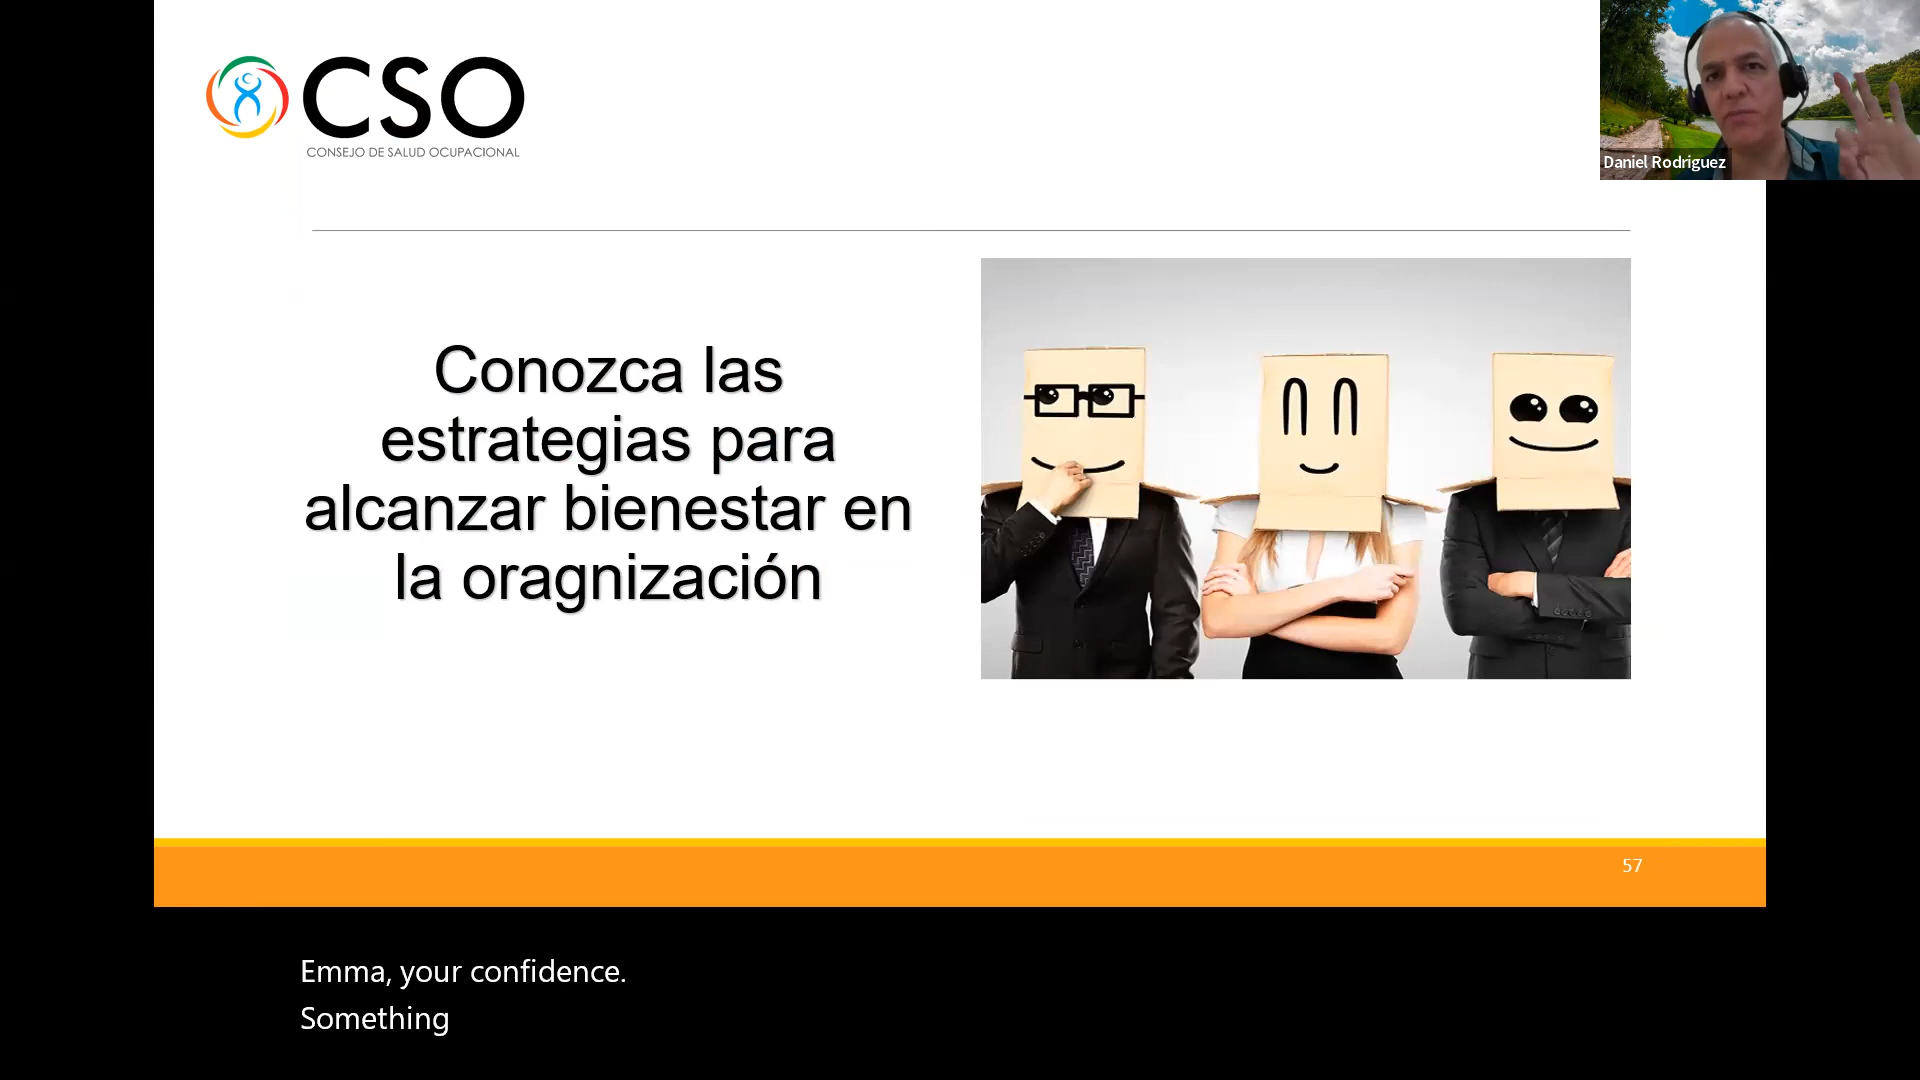 CSO
CONSEJO DE SALUD OCUPACIONAL
Daniel Rodriguez
Conozca las
estrategias para
alcanzar bienestar en
la oragnización
57
Emma, your confidence.
Something